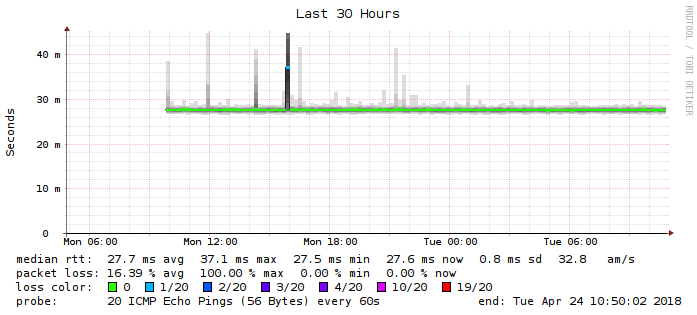 Last 30 Hours
RRDTOOL / TOBI OETIKER
Seconds
40 m
30 m
20 m
10 m
0
Mon 06:00 Mon 12:00 Mon 18:00 Tue 00:00 Tue 06:00
median rtt: 27.7 ms avg 37.1 ms max 27.5 ms min 27.6 ms now 0.8 ms sd 32.8 am/s
packet loss: 16.39 % avg 100.00 % max 0.00 % min 0.00 % now
loss color: 0 1/20 2/20 3/20 4/20 10/20 19/20
probe: 20 ICMP Echo Pings (56 Bytes) every 60s end: Tue Apr 24 10:50:02 2018